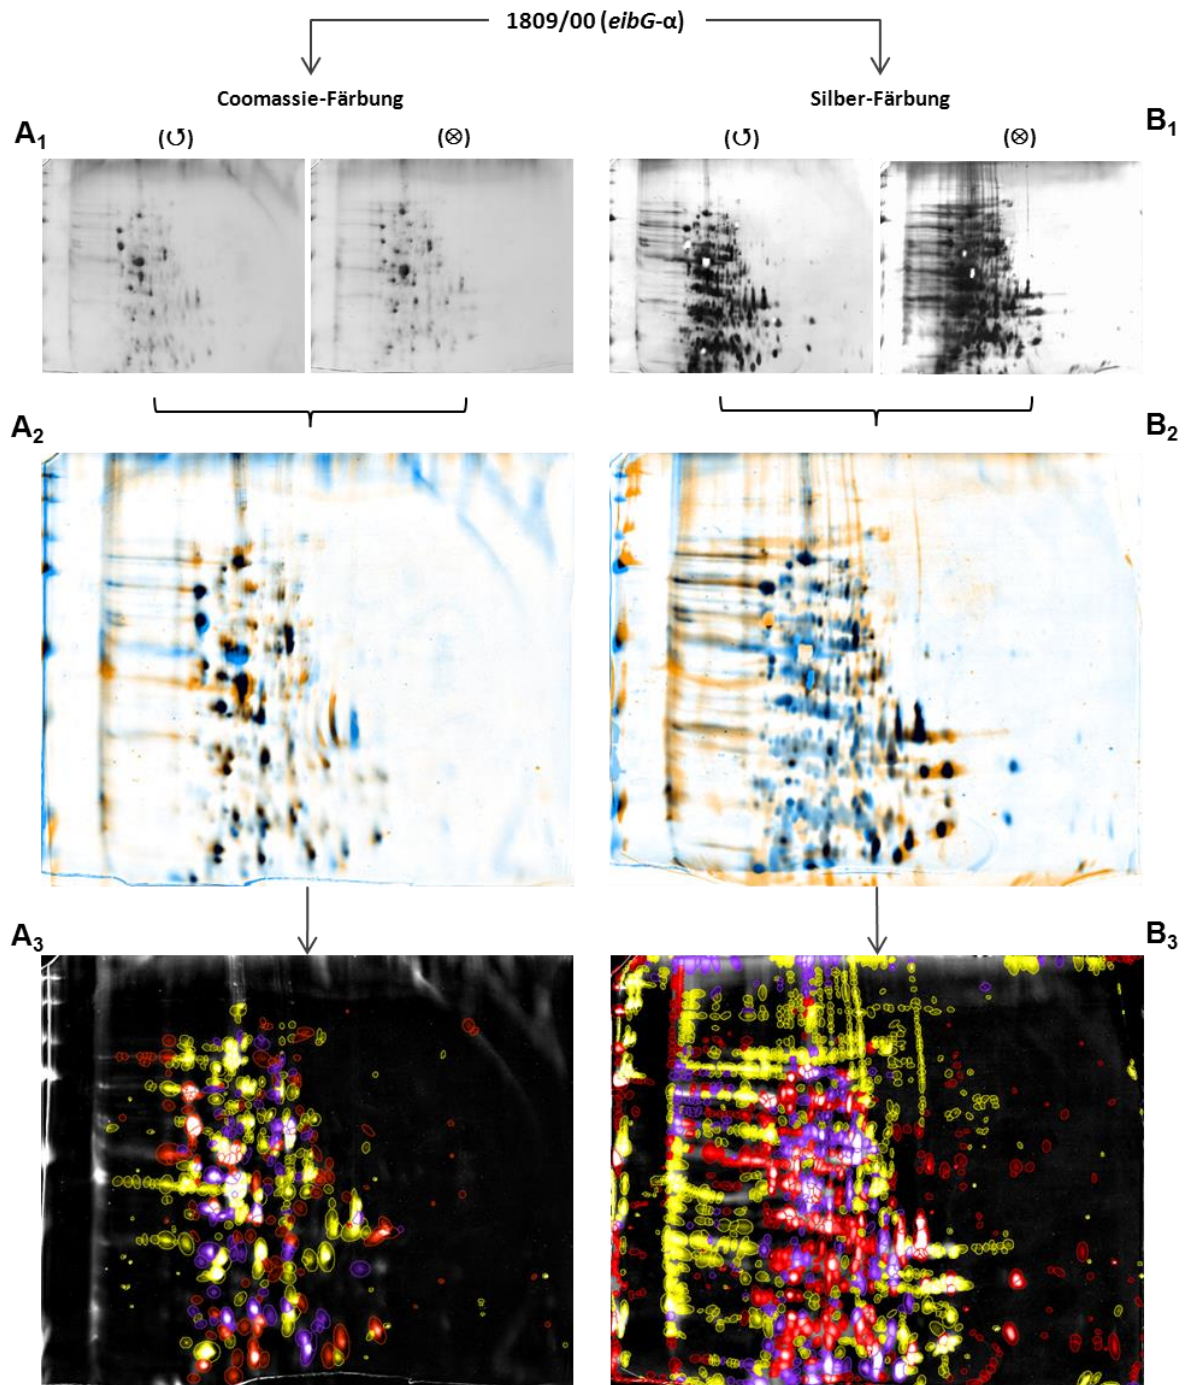 1809/00 (eibG-α)
Coomassie-Färbung
Silber-Färbung
A1
(↺)
(⊗)
(↺)
(⊗)
B1
A2
B2
A3
B3